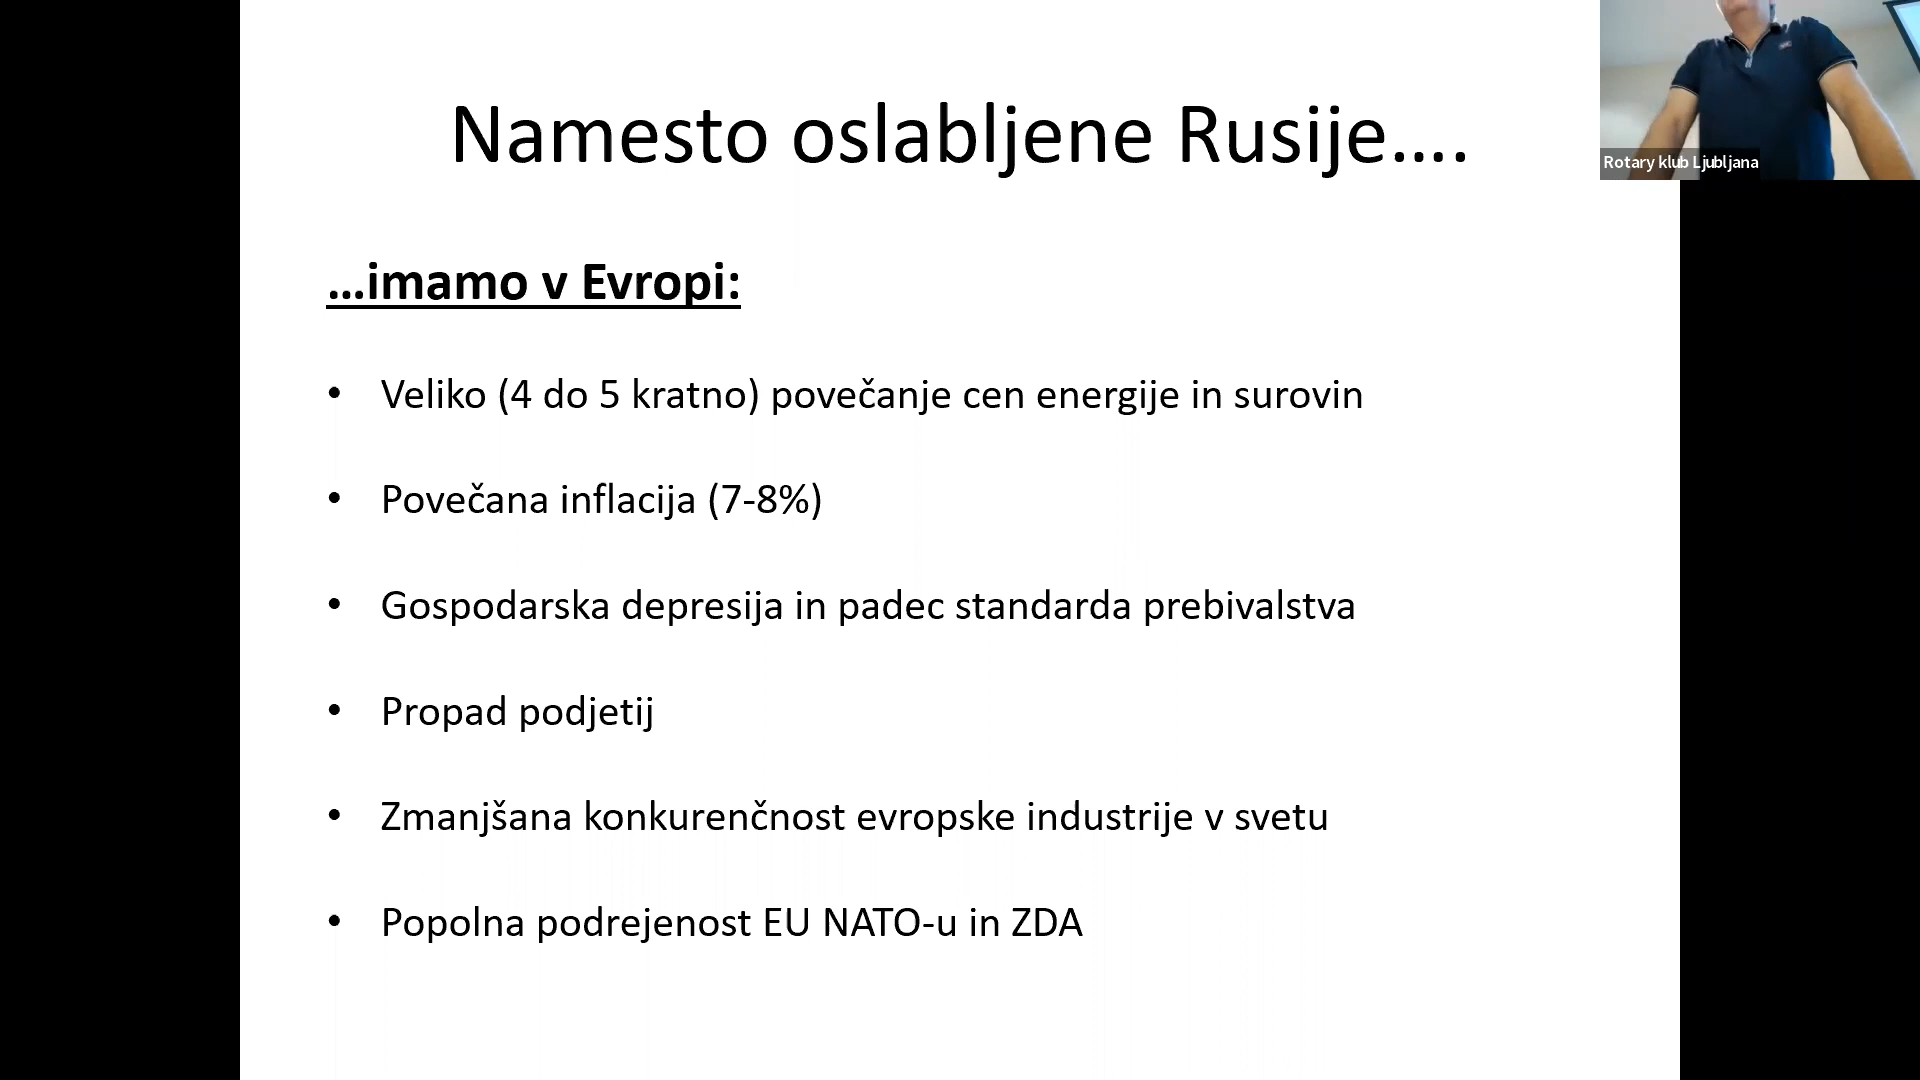 Namesto oslabljene Rusije....
Rotary klub Ljubljana
...imamo v Evropi:
• Veliko (4 do 5 kratno) povečanje cen energije in surovin
• Povečana inflacija (7-8%)
• Gospodarska depresija in padec standarda prebivalstva
• Propad podjetij
• Zmanjšana konkurenčnost evropske industrije v svetu
• Popolna podrejenost EU NATO-u in ZDA